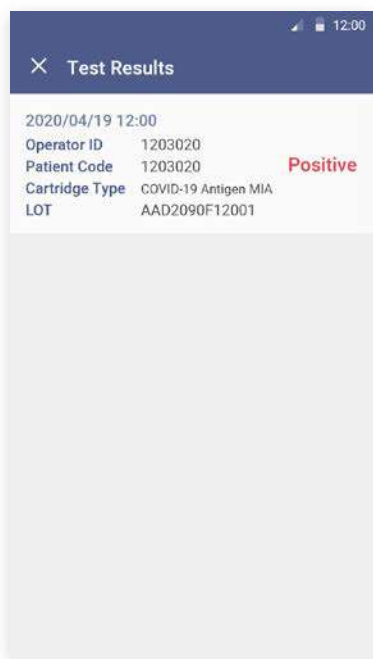 12:00
× Test Results
2020/04/19 12:00
Operator ID 1203020
Patient Code 1203020 Positive
Cartridge Type COVID-19 Antigen MIA
LOT AAD2090F12001